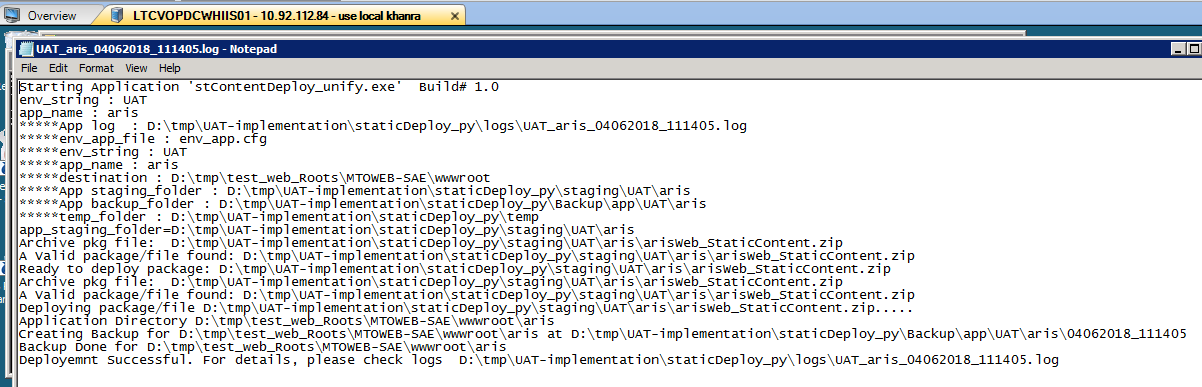 Overview
LTCVOPDCWHIIS01 - 10.92.112.84 - use local khanra
UAT_aris_04062018_111405.log - Notepad
File Edit Format View Help
Starting Application 'stContentDeploy_unify.exe'  Build# 1.0
env_string : UAT
app_name : aris
*****App log  : D:\tmp\UAT-implementation\staticDeploy_py\logs\UAT_aris_04062018_111405.log
*****env_app_file : env_app.cfg
*****env_string : UAT
*****app_name : aris
*****destination : D:\tmp\test_web_Roots\MTOWEB-SAE\wwwroot
*****App staging_folder : D:\tmp\UAT-implementation\staticDeploy_py\staging\UAT\aris
*****App backup_folder : D:\tmp\UAT-implementation\staticDeploy_py\Backup\app\UAT\aris
*****temp_folder : D:\tmp\UAT-implementation\staticDeploy_py\temp
app_staging_folder=D:\tmp\UAT-implementation\staticDeploy_py\staging\UAT\aris
Archive pkg file:  D:\tmp\UAT-implementation\staticDeploy_py\staging\UAT\aris\arisWeb_StaticContent.zip
A Valid package/file found: D:\tmp\UAT-implementation\staticDeploy_py\staging\UAT\aris\arisWeb_StaticContent.zip
Ready to deploy package: D:\tmp\UAT-implementation\staticDeploy_py\staging\UAT\aris\arisWeb_StaticContent.zip
Archive pkg file:  D:\tmp\UAT-implementation\staticDeploy_py\staging\UAT\aris\arisWeb_StaticContent.zip
A Valid package/file found: D:\tmp\UAT-implementation\staticDeploy_py\staging\UAT\aris\arisWeb_StaticContent.zip
Deploying package/file D:\tmp\UAT-implementation\staticDeploy_py\staging\UAT\aris\arisWeb_StaticContent.zip.....
Application Directory D:\tmp\test_web_Roots\MTOWEB-SAE\wwwroot\aris
Creating Backup for D:\tmp\test_web_Roots\MTOWEB-SAE\wwwroot\aris at D:\tmp\UAT-implementation\staticDeploy_py\Backup\app\UAT\aris\04062018_111405
Backup Done for D:\tmp\test_web_Roots\MTOWEB-SAE\wwwroot\aris
Deployemnt Successful. For details, please check logs  D:\tmp\UAT-implementation\staticDeploy_py\logs\UAT_aris_04062018_111405.log